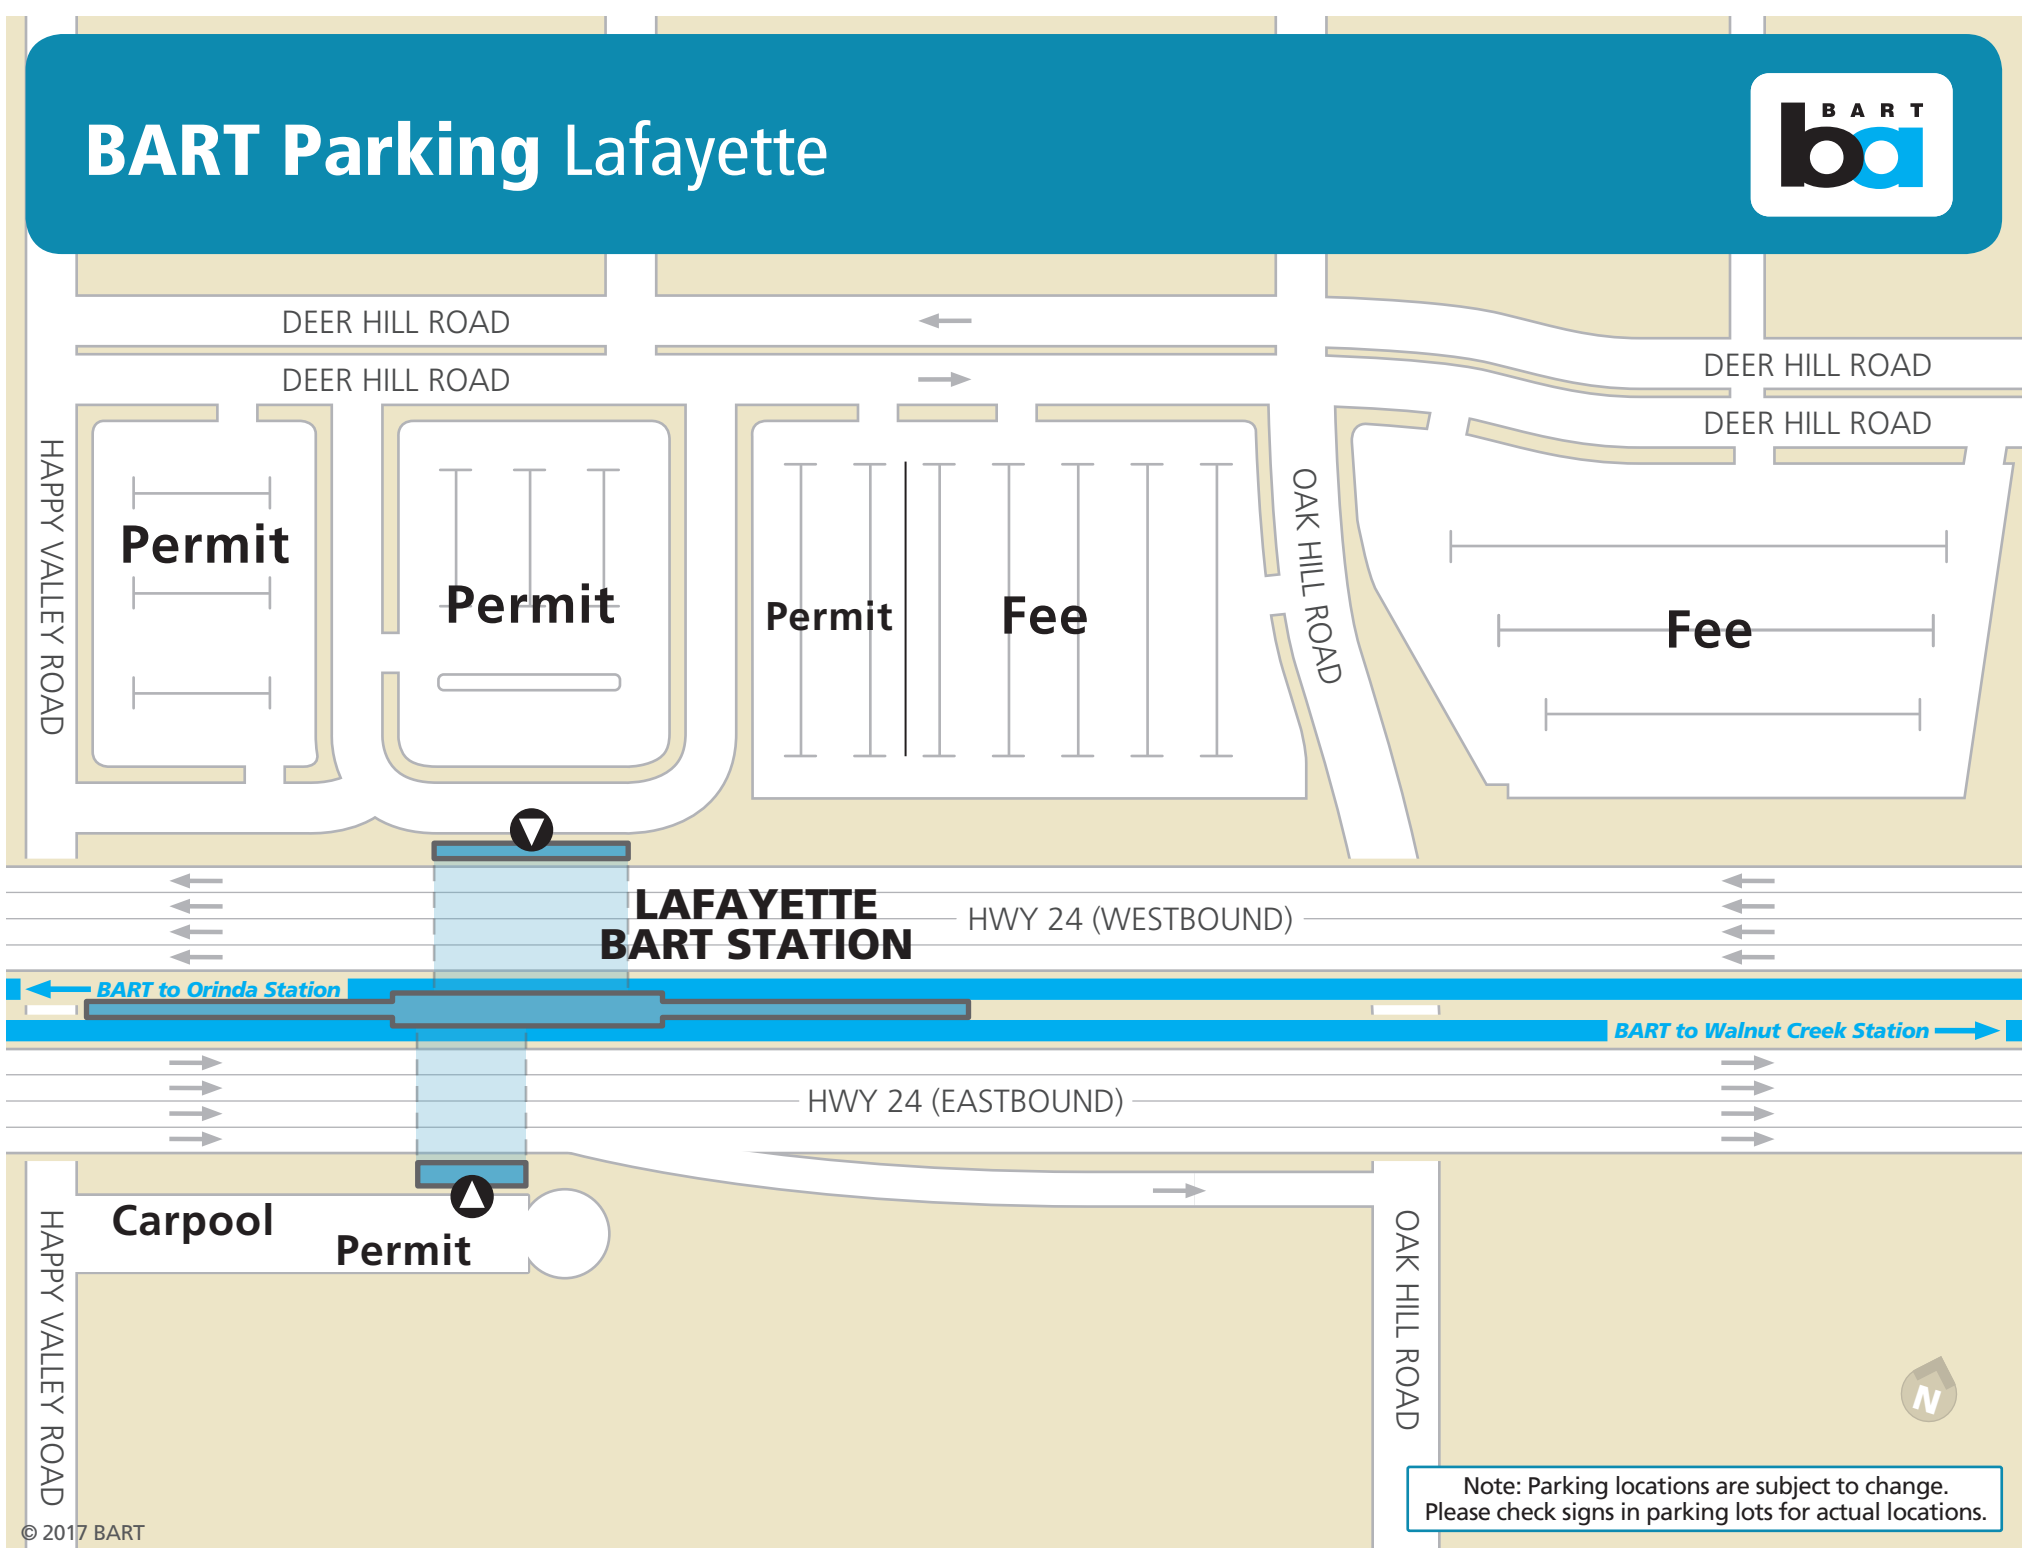 BART Parking Lafayette
BART
ba
DEER HILL ROAD
DEER HILL ROAD
DEER HILL ROAD
DEER HILL ROAD
HAPPY VALLEY ROAD
OAK HILL ROAD
Permit
Permit
Permit
Fee
Fee
LAFAYETTE
BART STATION
HWY 24 (WESTBOUND)
BART to Orinda Station
BART to Walnut Creek Station
HWY 24 (EASTBOUND)
Carpool
Permit
HAPPY VALLEY ROAD
OAK HILL ROAD
N
Note: Parking locations are subject to change.
Please check signs in parking lots for actual locations.
© 2017 BART